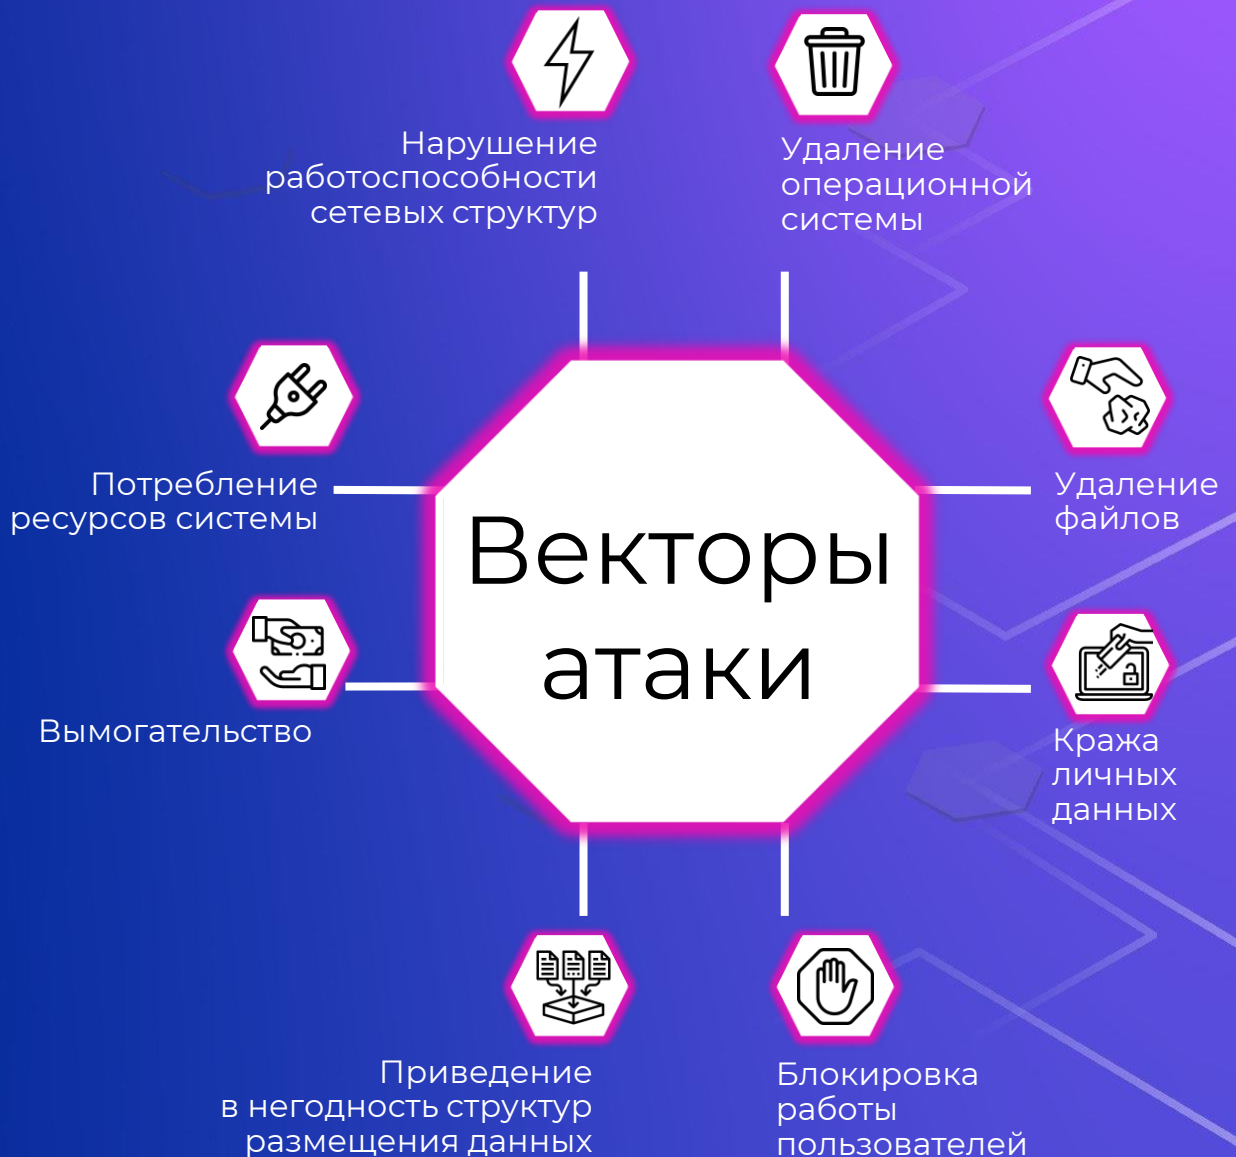 Нарушение
работоспособности
сетевых структур
Удаление
операционной
системы
Потребление
ресурсов системы
Удаление
файлов
Векторы
атаки
Вымогательство
Кража
личных
данных
Приведение
в негодность структур
размещения данных
Блокировка
работы
пользователей